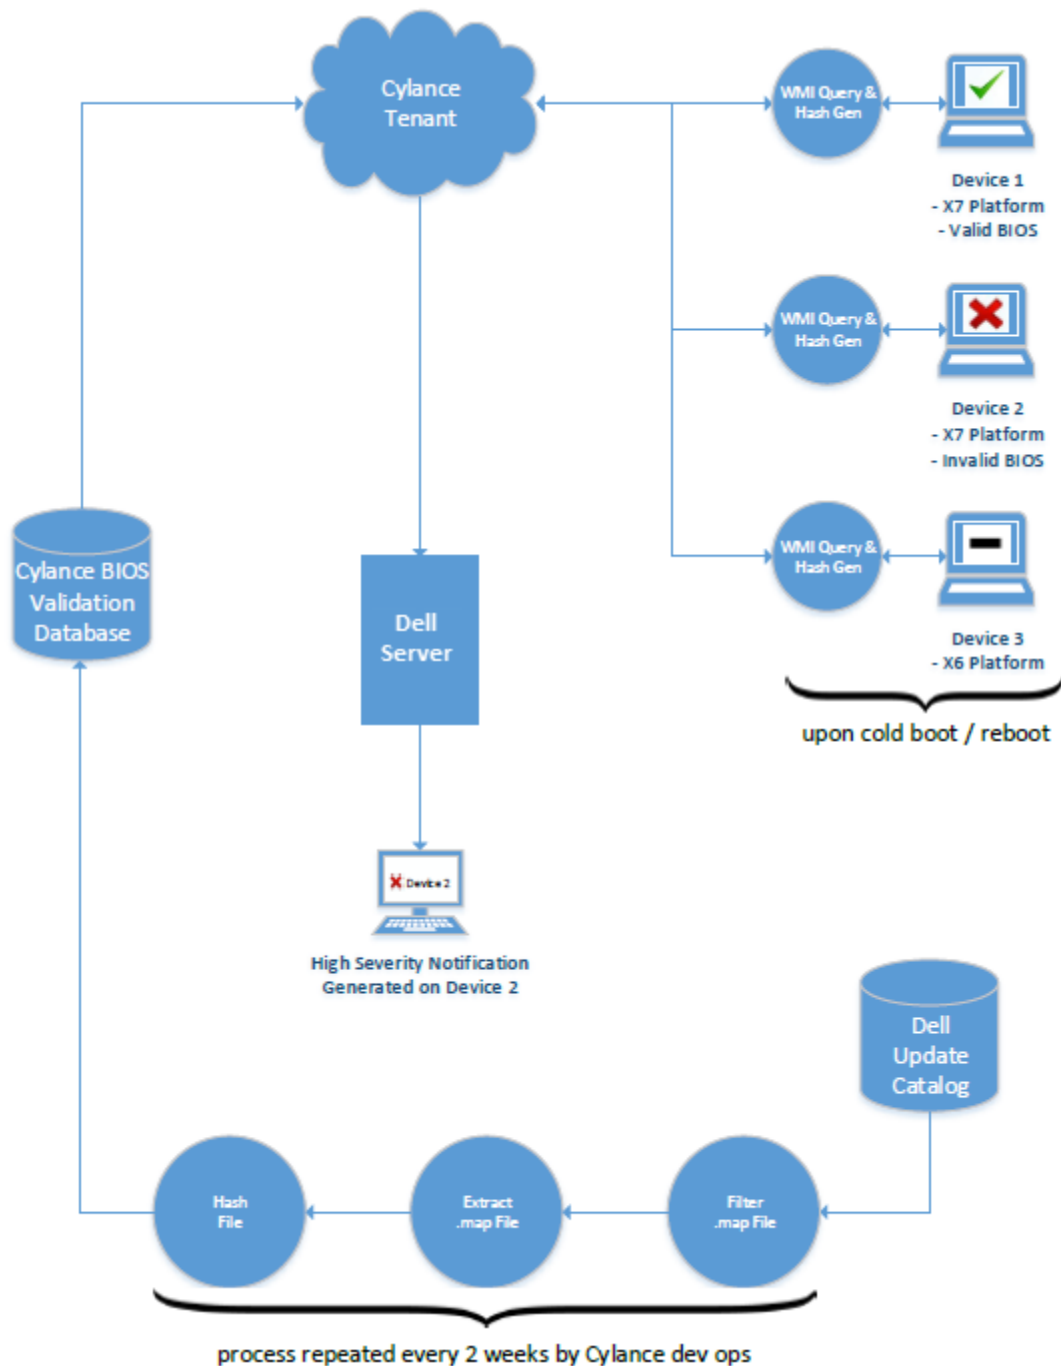 Cylance
Tenant
WMI Query &
Hash Gen
Device 1
- X7 Platform
- Valid BIOS
WMI Query &
Hash Gen
Device 2
- X7 Platform
- Invalid BIOS
WMI Query &
Hash Gen
Device 3
- X6 Platform
upon cold boot / reboot
Cylance BIOS
Validation
Database
Dell
Server
Device 2
High Severity Notification
Generated on Device 2
Dell
Update
Catalog
Hash
File
Extract
.map File
Filter
.map File
process repeated every 2 weeks by Cylance dev ops